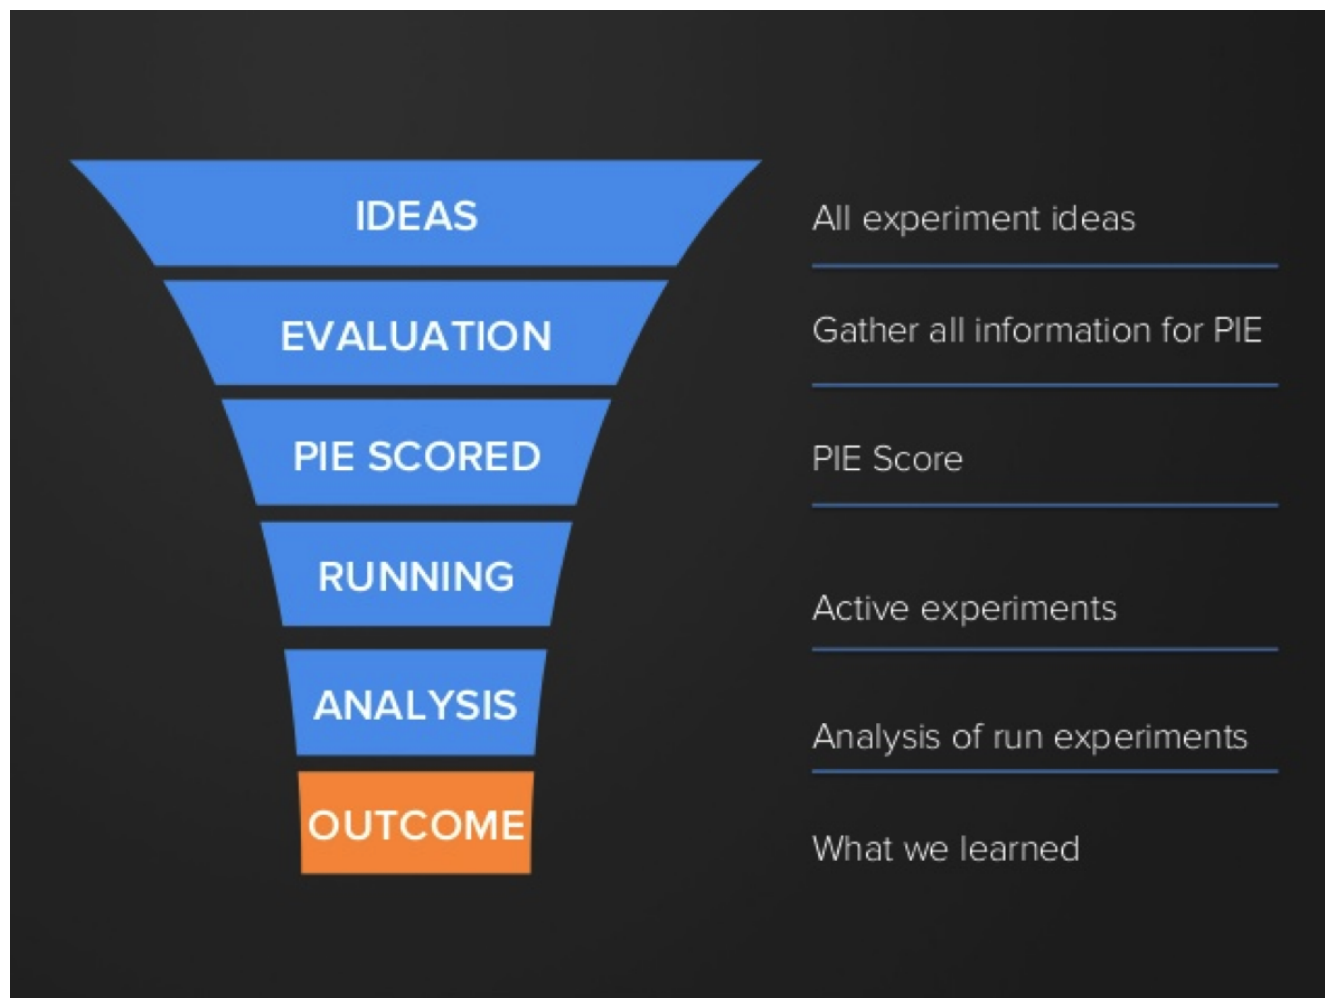 IDEAS
All experiment ideas
EVALUATION
Gather all information for PIE
PIE SCORED
PIE Score
RUNNING
Active experiments
ANALYSIS
Analysis of run experiments
OUTCOME
What we learned